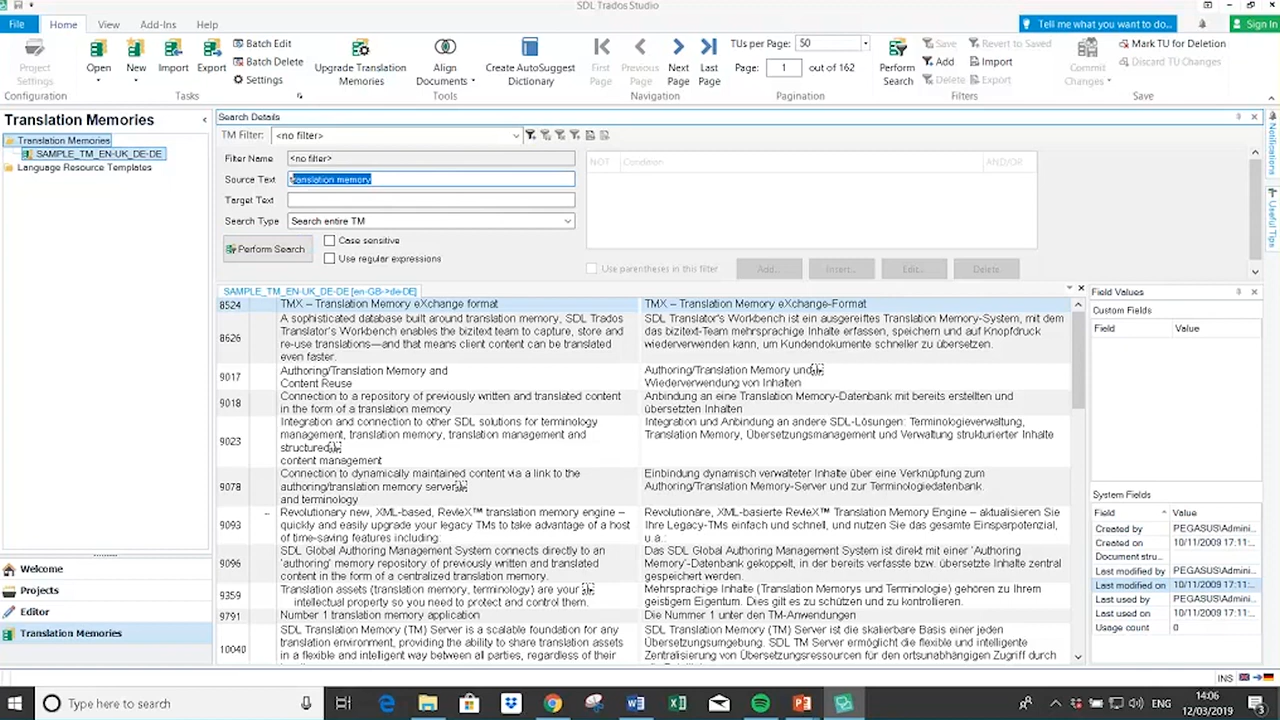 SDL Trados Studio
File Home View Add-Ins Help
Tell me what you want to do...
Sign In
Project Settings
Configuration
Open
New
Import
Export
Batch Edit
Batch Delete
Settings
Tasks
Upgrade Translation Memories
Align Documents
Create AutoSuggest Dictionary
Tools
First Page
Previous Page
Next Page
Last Page
Navigation
TUs per Page: 50
Page: 1 out of 162
Pagination
Perform Search
Save
Revert to Saved
Add
Import
Delete
Export
Filters
Commit Changes
Mark TU for Deletion
Discard TU Changes
Save
Translation Memories
Translation Memories
SAMPLE_TM_EN-UK_DE-DE
Language Resource Templates
Welcome
Projects
Editor
Translation Memories
Search Details
TM Filter: <no filter>
Filter Name <no filter>
Source Text translation memory
Target Text
Search Type Search entire TM
Perform Search
Case sensitive
Use regular expressions
NOT Condition AND/OR
Use parentheses in this filter
Add... Insert... Edit... Delete
SAMPLE_TM_EN-UK_DE-DE [en-GB->de-DE]
8524
TMX – Translation Memory eXchange format
TMX – Translation Memory eXchange-Format
8626
A sophisticated database built around translation memory, SDL Trados
Translator's Workbench enables the bizitext team to capture, store and
re-use translations—and that means client content can be translated
even faster.
SDL Translator's Workbench ist ein ausgereiftes Translation Memory-System, mit dem
das bizitext-Team mehrsprachige Inhalte erfassen, speichern und auf Knopfdruck
wiederverwenden kann, um Kundendokumente schneller zu übersetzen.
9017
Authoring/Translation Memory and
Content Reuse
Authoring/Translation Memory und
Wiederverwendung von Inhalten
9018
Connection to a repository of previously written and translated content
in the form of a translation memory
Anbindung an eine Translation Memory-Datenbank mit bereits erstellten und
übersetzten Inhalten
9023
Integration and connection to other SDL solutions for terminology
management, translation memory, translation management and
structured
content management
Integration und Anbindung an andere SDL-Lösungen: Terminologieverwaltung,
Translation Memory, Übersetzungsmanagement und Verwaltung strukturierter Inhalte
9078
Connection to dynamically maintained content via a link to the
authoring/translation memory server
and terminology
Einbindung dynamisch verwalteter Inhalte über eine Verknüpfung zum
Authoring/Translation Memory-Server und zur Terminologiedatenbank.
9093
Revolutionary new, XML-based, RevleX™ translation memory engine –
quickly and easily upgrade your legacy TMs to take advantage of a host
of time-saving features including:
Revolutionäre, XML-basierte RevleX™ Translation Memory Engine – aktualisieren Sie
Ihre Legacy-TMs einfach und schnell, und nutzen Sie das gesamte Einsparpotenzial,
u.a.:
9096
SDL Global Authoring Management System connects directly to an
'authoring' memory repository of previously written and translated
content in the form of a centralized translation memory.
Das SDL Global Authoring Management System ist direkt mit einer 'Authoring
Memory'-Datenbank gekoppelt, in der bereits verfasste bzw. übersetzte Inhalte zentral
gespeichert werden.
9359
Translation assets (translation memory, terminology) are your
intellectual property so you need to protect and control them.
Mehrsprachige Inhalte (Translation Memorys und Terminologie) gehören zu Ihrem
geistigem Eigentum. Dies gilt es zu schützen und zu kontrollieren.
9791
Number 1 translation memory application
Die Nummer 1 unter den TM-Anwendungen
10040
SDL Translation Memory (TM) Server is a scalable foundation for any
translation environment, providing the ability to share translation assets
in a flexible and intelligent way between all parties, regardless of their
SDL Translation Memory (TM) Server ist die skalierbare Basis einer jeden
Übersetzungsumgebung. SDL TM Server ermöglicht die flexible und intelligente
Zentralisierung von Übersetzungsressourcen für den ortsunabhängigen Zugriff durch
Field Values
Custom Fields
Field Value
System Fields
Field Value
Created by PEGASUS\Admini...
Created on 10/11/2009 17:11:...
Document stru...
Last modified by PEGASUS\Admini...
Last modified on 10/11/2009 17:11:...
Last used by PEGASUS\Admini...
Last used on 10/11/2009 17:11:...
Usage count 0
Notifications
Useful Tips
INS
Type here to search
ENG
14:06
12/03/2019
3